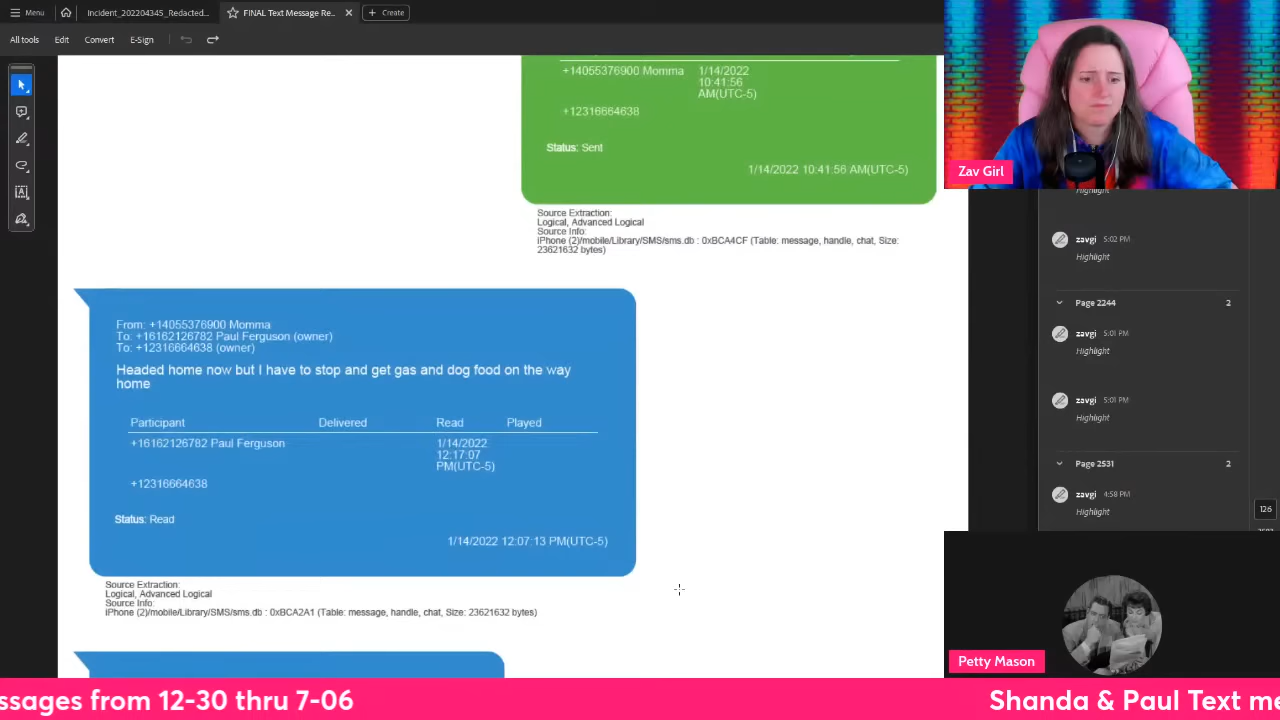 Menu
Incident_202204345_Redacted...
FINAL Text Message Re...
Create
All tools
Edit
Convert
E-Sign
+14055376900 Momma
1/14/2022
10:41:56
AM(UTC-5)
+12316664638
Status: Sent
1/14/2022 10:41:56 AM(UTC-5)
Source Extraction:
Logical, Advanced Logical
Source Info:
iPhone (2)/mobile/Library/SMS/sms.db : 0xBCA4CF (Table: message, handle, chat, Size:
23621632 bytes)
From: +14055376900 Momma
To: +16162126782 Paul Ferguson (owner)
To: +12316664638 (owner)
Headed home now but I have to stop and get gas and dog food on the way
home
Participant Delivered Read Played
+16162126782 Paul Ferguson
1/14/2022
12:17:07
PM(UTC-5)
+12316664638
Status: Read
1/14/2022 12:07:13 PM(UTC-5)
Source Extraction:
Logical, Advanced Logical
Source Info:
iPhone (2)/mobile/Library/SMS/sms.db : 0xBCA2A1 (Table: message, handle, chat, Size: 23621632 bytes)
Zav Girl
Highlight
zavgi 5:02 PM
Highlight
Page 2244 2
zavgi 5:01 PM
Highlight
zavgi 5:01 PM
Highlight
Page 2531 2
zavgi 4:58 PM
Highlight
126
Petty Mason
ssages from 12-30 thru 7-06
Shanda & Paul Text me